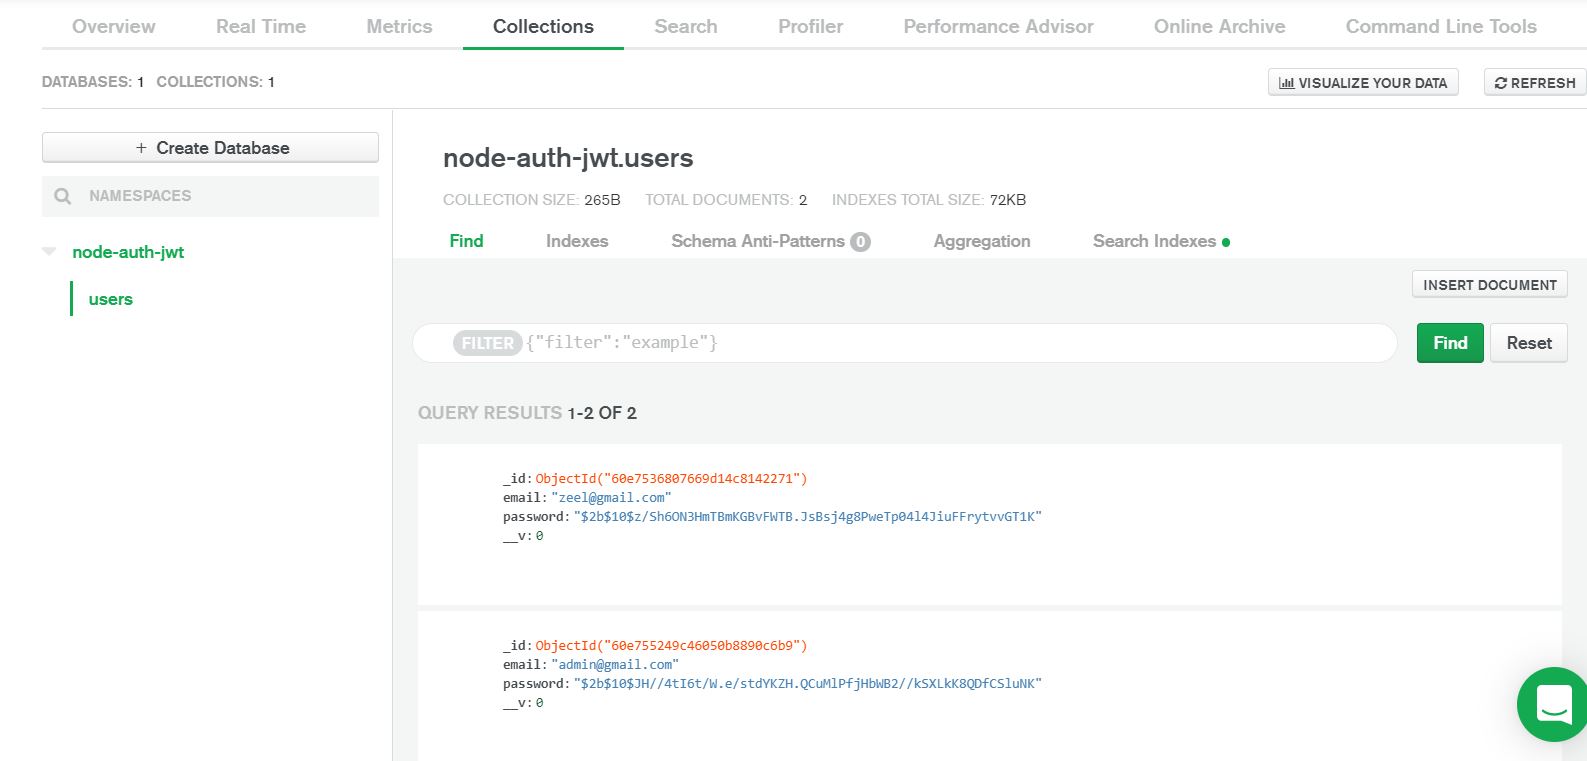 Overview Real Time Metrics Collections Search Profiler Performance Advisor Online Archive Command Line Tools
DATABASES: 1 COLLECTIONS: 1
VISUALIZE YOUR DATA REFRESH
+ Create Database
NAMESPACES
node-auth-jwt
users
node-auth-jwt.users
COLLECTION SIZE: 265B TOTAL DOCUMENTS: 2 INDEXES TOTAL SIZE: 72KB
Find Indexes Schema Anti-Patterns 0 Aggregation Search Indexes
INSERT DOCUMENT
FILTER {"filter":"example"}
Find Reset
QUERY RESULTS 1-2 OF 2
_id: ObjectId("60e7536807669d14c8142271")
email: "zeel@gmail.com"
password: "$2b$10$z/Sh6ON3HmTBmKGBvFWTB.JsBsj4g8PweTp04l4JiuFFrytvvGT1K"
__v: 0
_id: ObjectId("60e755249c46050b8890c6b9")
email: "admin@gmail.com"
password: "$2b$10$JH//4tI6t/W.e/stdYKZH.QCuMlPfjHbWB2//kSXLkK8QDfCSluNK"
__v: 0